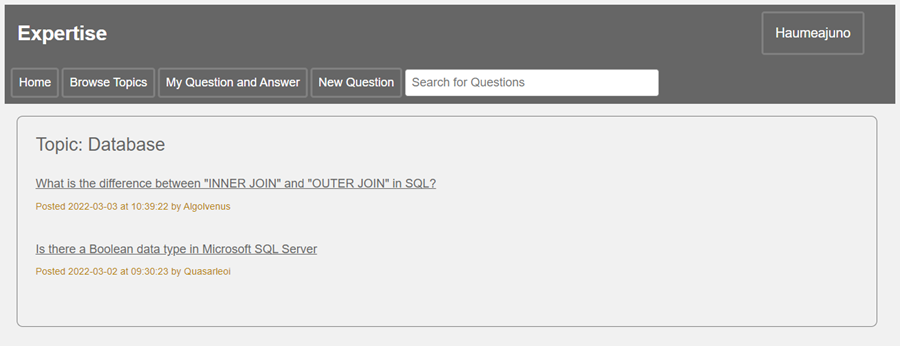 Expertise
Haumeajuno
Home
Browse Topics
My Question and Answer
New Question
Search for Questions
Topic: Database
What is the difference between "INNER JOIN" and "OUTER JOIN" in SQL?
Posted 2022-03-03 at 10:39:22 by Algolvenus
Is there a Boolean data type in Microsoft SQL Server
Posted 2022-03-02 at 09:30:23 by Quasarleoi